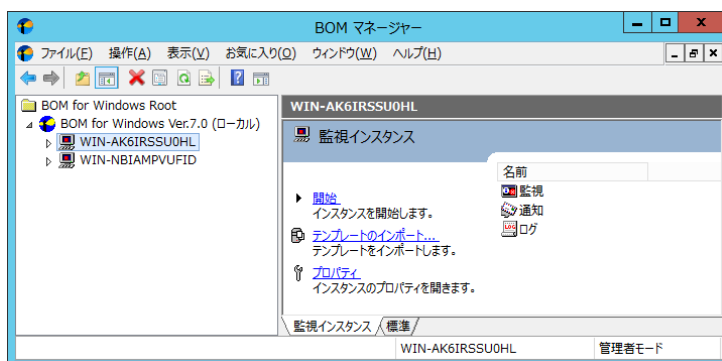 BOM マネージャー
ファイル(F) 操作(A) 表示(V) お気に入り(O) ウィンドウ(W) ヘルプ(H)
BOM for Windows Root
BOM for Windows Ver.7.0 (ローカル)
WIN-AK6IRSSU0HL
WIN-NBIAMPVUFID
WIN-AK6IRSSU0HL
監視インスタンス
開始
インスタンスを開始します。
テンプレートのインポート...
テンプレートをインポートします。
プロパティ
インスタンスのプロパティを開きます。
名前
監視
通知
ログ
監視インスタンス 標準
WIN-AK6IRSSU0HL 管理者モード